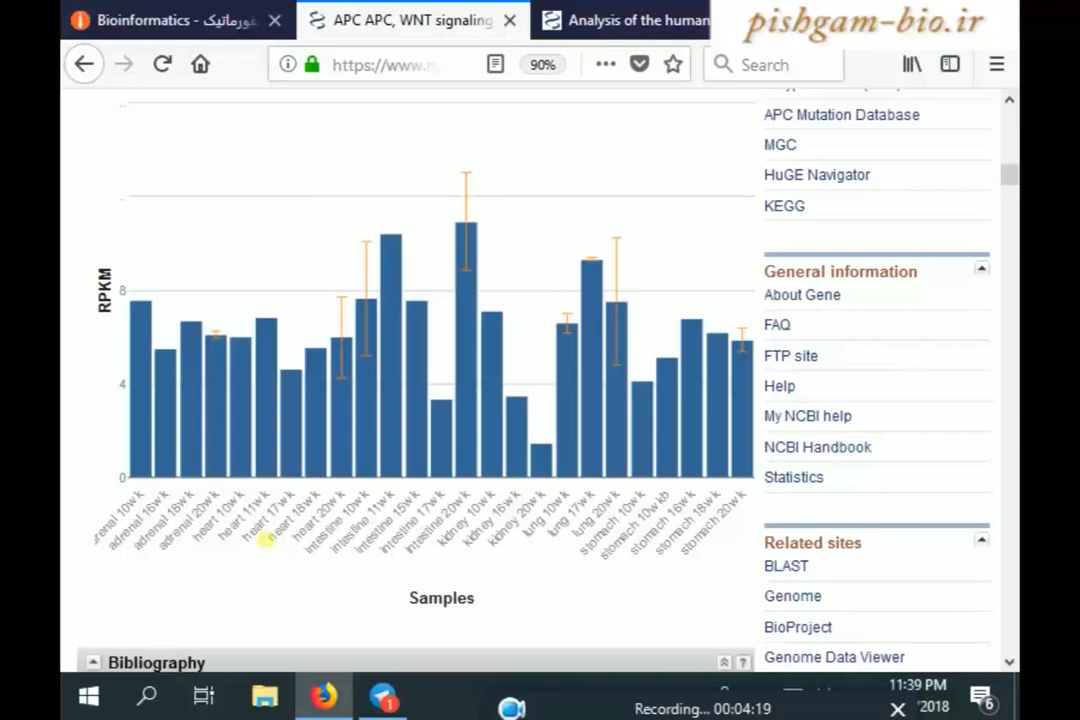 Bioinformatics -
APC APC, WNT signaling
Analysis of the human
pishgam-bio.ir
https://www.
90%
Search
APC Mutation Database
MGC
HuGE Navigator
KEGG
General information
About Gene
FAQ
FTP site
Help
My NCBI help
NCBI Handbook
Statistics
Related sites
BLAST
Genome
BioProject
Genome Data Viewer
RPKM
8
4
0
adrenal 16wk
adrenal 18wk
adrenal 20wk
heart 10wk
heart 11wk
heart 17wk
heart 18wk
heart 20wk
intestine 10wk
intestine 11wk
intestine 15wk
intestine 17wk
intestine 20wk
kidney 10wk
kidney 16wk
kidney 20wk
lung 10wk
lung 17wk
lung 20wk
stomach 10wk
stomach 10wkb
stomach 16wk
stomach 18wk
stomach 20wk
Samples
Bibliography
?
1
11:39 PM
2018
6
Recording... 00:04:19